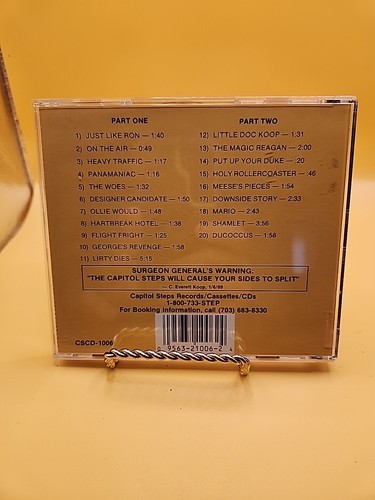 PART ONE
1) JUST LIKE RON — 1:40
2) ON THE AIR — 0:49
3) HEAVY TRAFFIC — 1:17
4) PANAMANIAC — 1:16
5) THE WOES — 1:32
6) DESIGNER CANDIDATE — 1:50
7) OLLIE WOULD — 1:48
8) HARTBREAK HOTEL — 1:38
9) FLIGHT FRIGHT — 1:25
10) GEORGE'S REVENGE — 1:58
11) LIRTY DIES — 5:15
PART TWO
12) LITTLE DOC KOOP — 1:31
13) THE MAGIC REAGAN — 2:00
14) PUT UP YOUR DUKE — :20
15) HOLY ROLLERCOASTER — :46
16) MEESE'S PIECES — 1:54
17) DOWNSIDE STORY — 2:33
18) MARIO — 2:43
19) SHAMLET — 3:56
20) DUCOCCUS — 1:58
SURGEON GENERAL'S WARNING:
"THE CAPITOL STEPS WILL CAUSE YOUR SIDES TO SPLIT"
— C. Everett Koop, 1/6/89
Capitol Steps Records/Cassettes/CDs
1-800-733-STEP
For Booking information, call (703) 683-8330
CSCD-1006
0 9563-21006-2 4